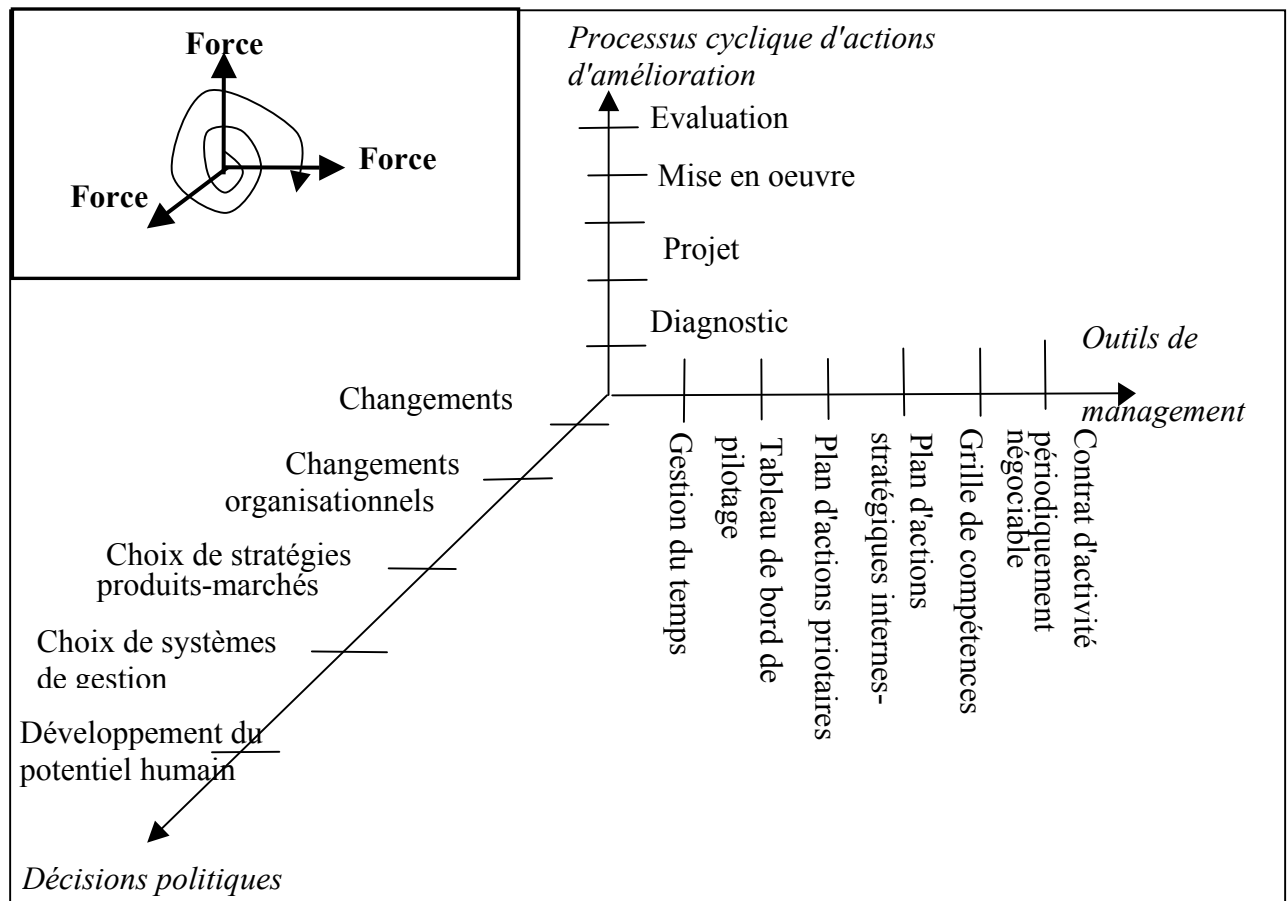 Force
Force
Force
Processus cyclique d'actions
d'amélioration
Evaluation
Mise en oeuvre
Projet
Diagnostic
Outils de
management
Changements
Changements
organisationnels
Choix de stratégies
produits-marchés
Choix de systèmes
de gestion
Développement du
potentiel humain
Décisions politiques
Gestion du temps
Tableau de bord de
pilotage
Plan d'actions priotaires
Plan d'actions
stratégiques internes-
Grille de compétences
Contrat d'activité
périodiquement
négociable